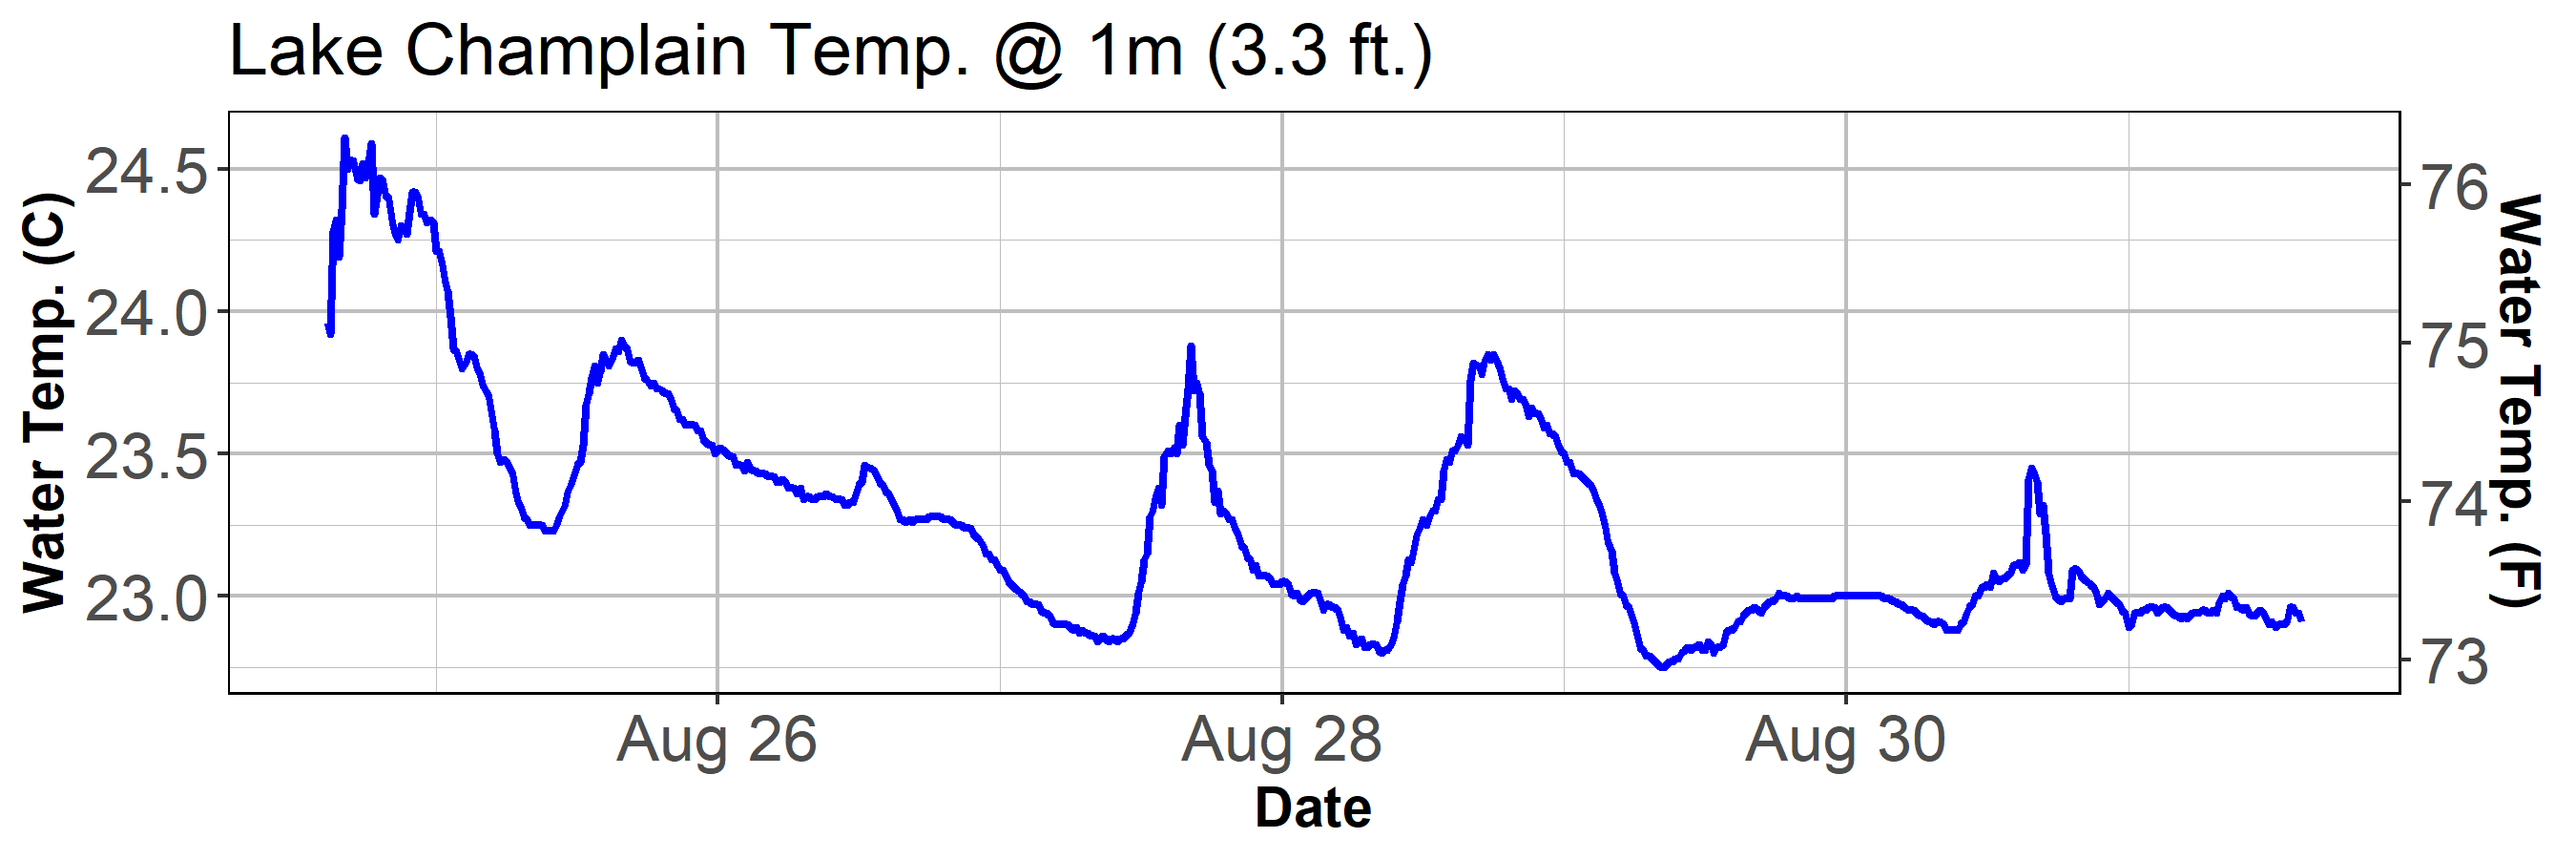 Lake Champlain Temp. @ 1m (3.3 ft.)
Water Temp. (C)
24.5
24.0
23.5
23.0
76
75
74
73
Water Temp. (F)
Aug 26 Aug 28 Aug 30
Date